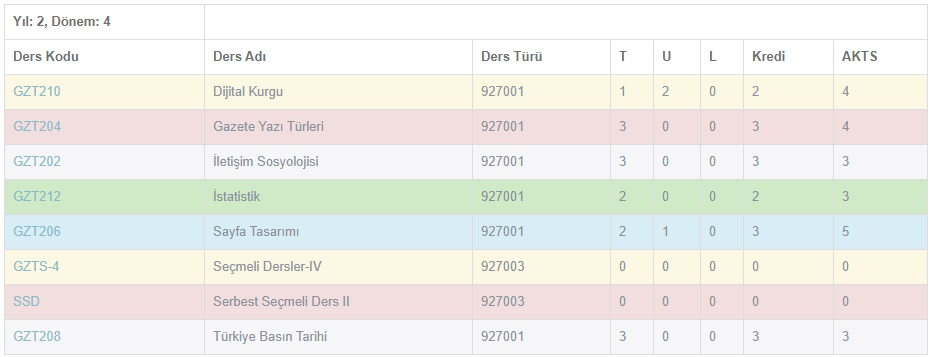 Yıl: 2, Dönem: 4
Ders Kodu Ders Adı Ders Türü T U L Kredi AKTS
GZT210 Dijital Kurgu 927001 1 2 0 2 4
GZT204 Gazete Yazı Türleri 927001 3 0 0 3 4
GZT202 İletişim Sosyolojisi 927001 3 0 0 3 3
GZT212 İstatistik 927001 2 0 0 2 3
GZT206 Sayfa Tasarımı 927001 2 1 0 3 5
GZTS-4 Seçmeli Dersler-IV 927003 0 0 0 0 0
SSD Serbest Seçmeli Ders II 927003 0 0 0 0 0
GZT208 Türkiye Basın Tarihi 927001 3 0 0 3 3